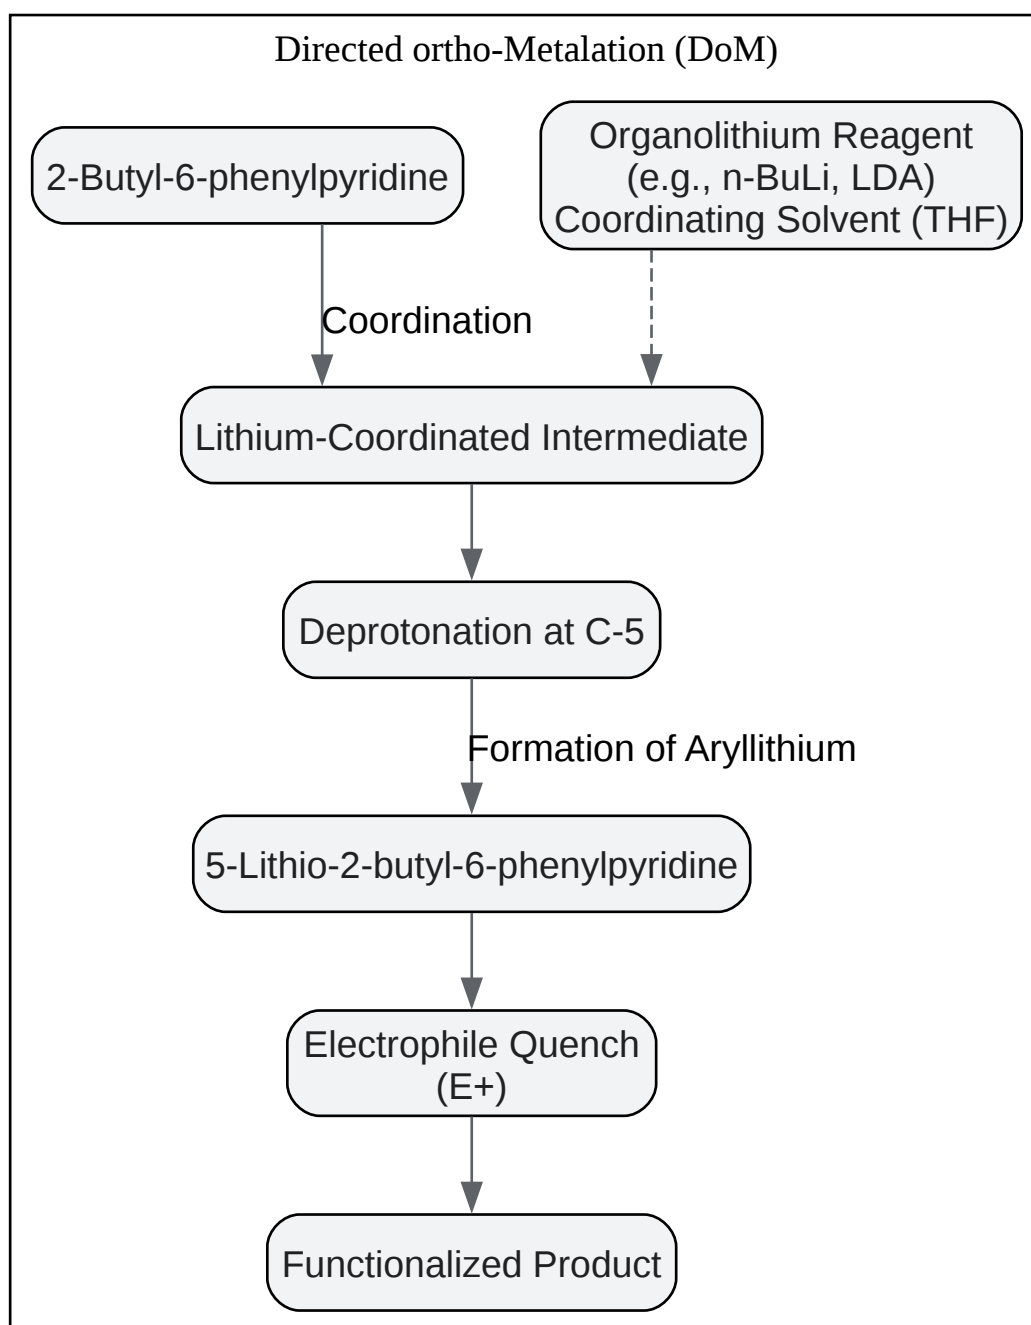 Directed ortho-Metalation (DoM)
2-Butyl-6-phenylpyridine
Organolithium Reagent
(e.g., n-BuLi, LDA)
Coordinating Solvent (THF)
Coordination
Lithium-Coordinated Intermediate
Deprotonation at C-5
Formation of Aryllithium
5-Lithio-2-butyl-6-phenylpyridine
Electrophile Quench
(E+)
Functionalized Product